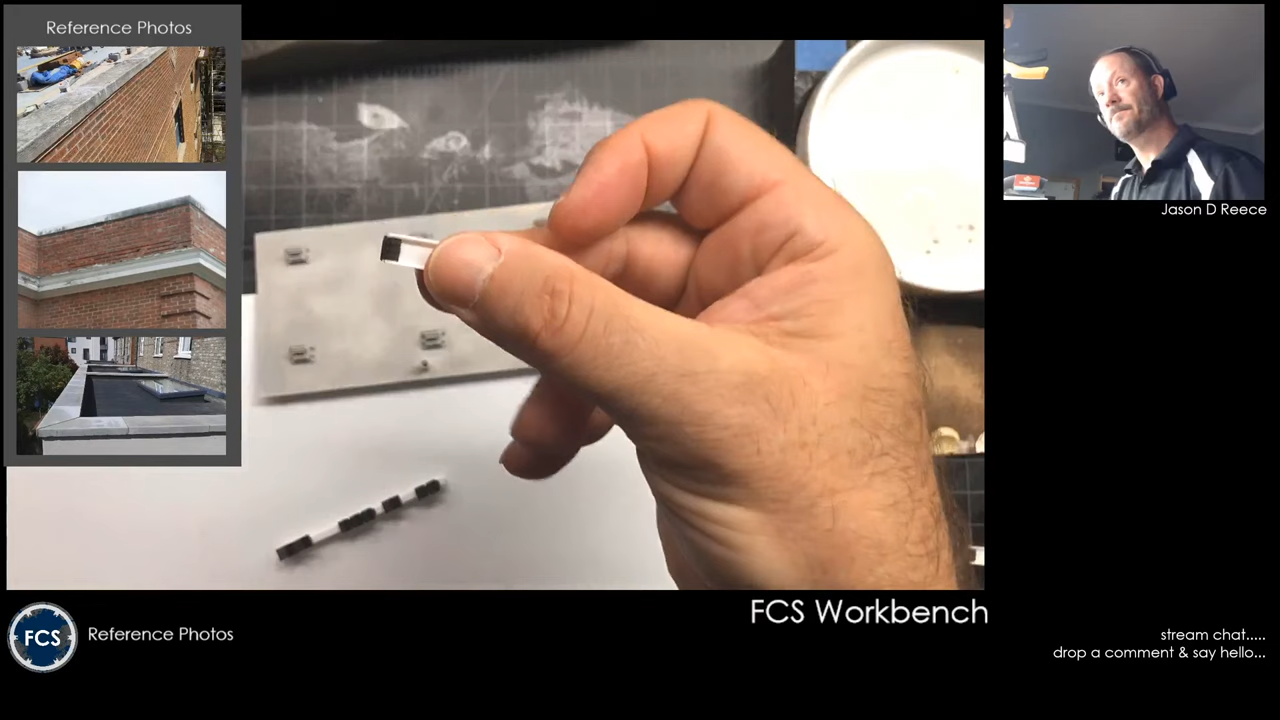 Reference Photos
Jason D Reece
FCS Workbench
FCS
Reference Photos
stream chat.....
drop a comment & say hello...